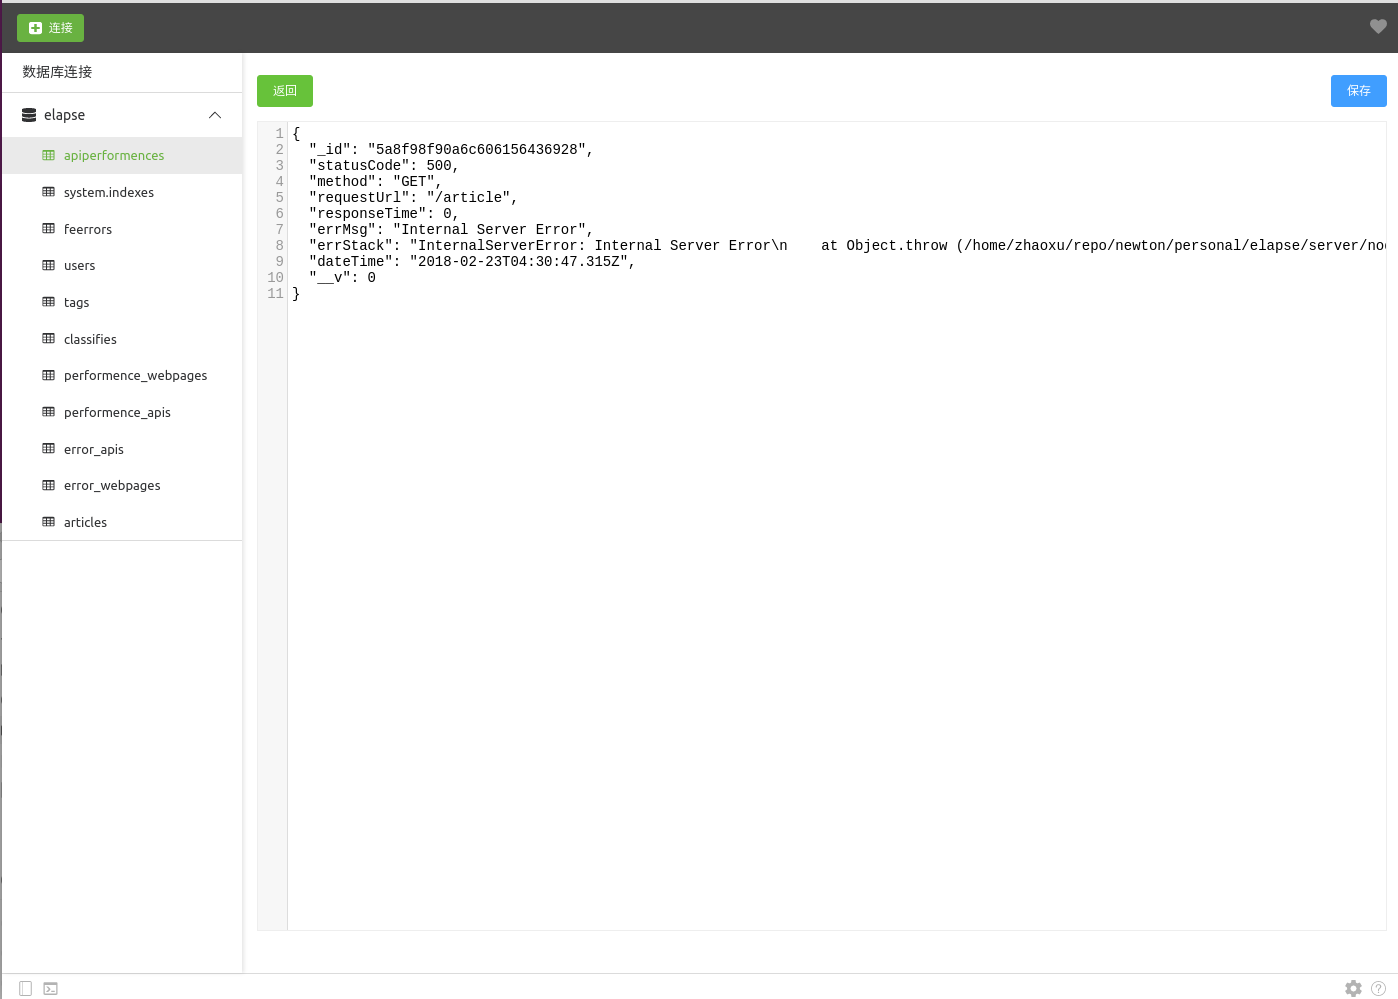 连接
数据库连接
elapse
apiperformences
system.indexes
feerrors
users
tags
classifies
performence_webpages
performence_apis
error_apis
error_webpages
articles
返回
保存
1 {
2 "_id": "5a8f98f90a6c606156436928",
3 "statusCode": 500,
4 "method": "GET",
5 "requestUrl": "/article",
6 "responseTime": 0,
7 "errMsg": "Internal Server Error",
8 "errStack": "InternalServerError: Internal Server Error\n    at Object.throw (/home/zhaoxu/repo/newton/personal/elapse/server/no
9 "dateTime": "2018-02-23T04:30:47.315Z",
10 "__v": 0
11 }